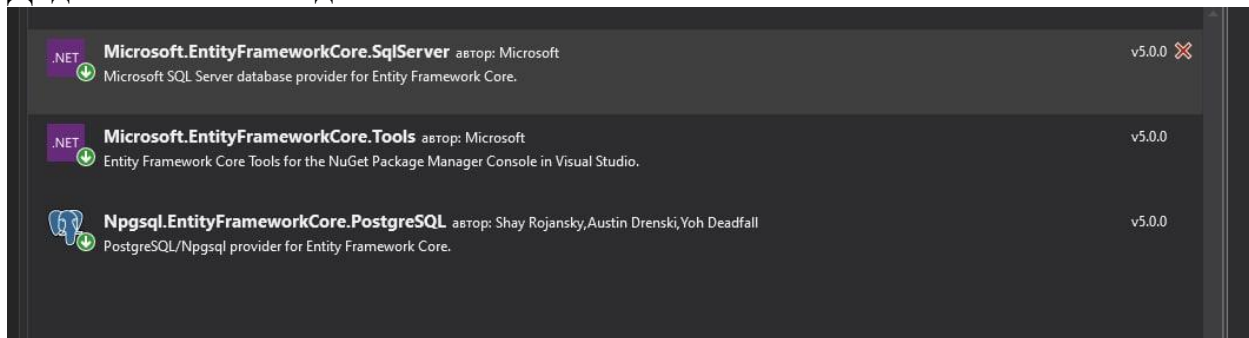 .NET
Microsoft.EntityFrameworkCore.SqlServer автор: Microsoft
v5.0.0
Microsoft SQL Server database provider for Entity Framework Core.
.NET
Microsoft.EntityFrameworkCore.Tools автор: Microsoft
v5.0.0
Entity Framework Core Tools for the NuGet Package Manager Console in Visual Studio.
Npgsql.EntityFrameworkCore.PostgreSQL автор: Shay Rojansky,Austin Drenski,Yoh Deadfall
v5.0.0
PostgreSQL/Npgsql provider for Entity Framework Core.